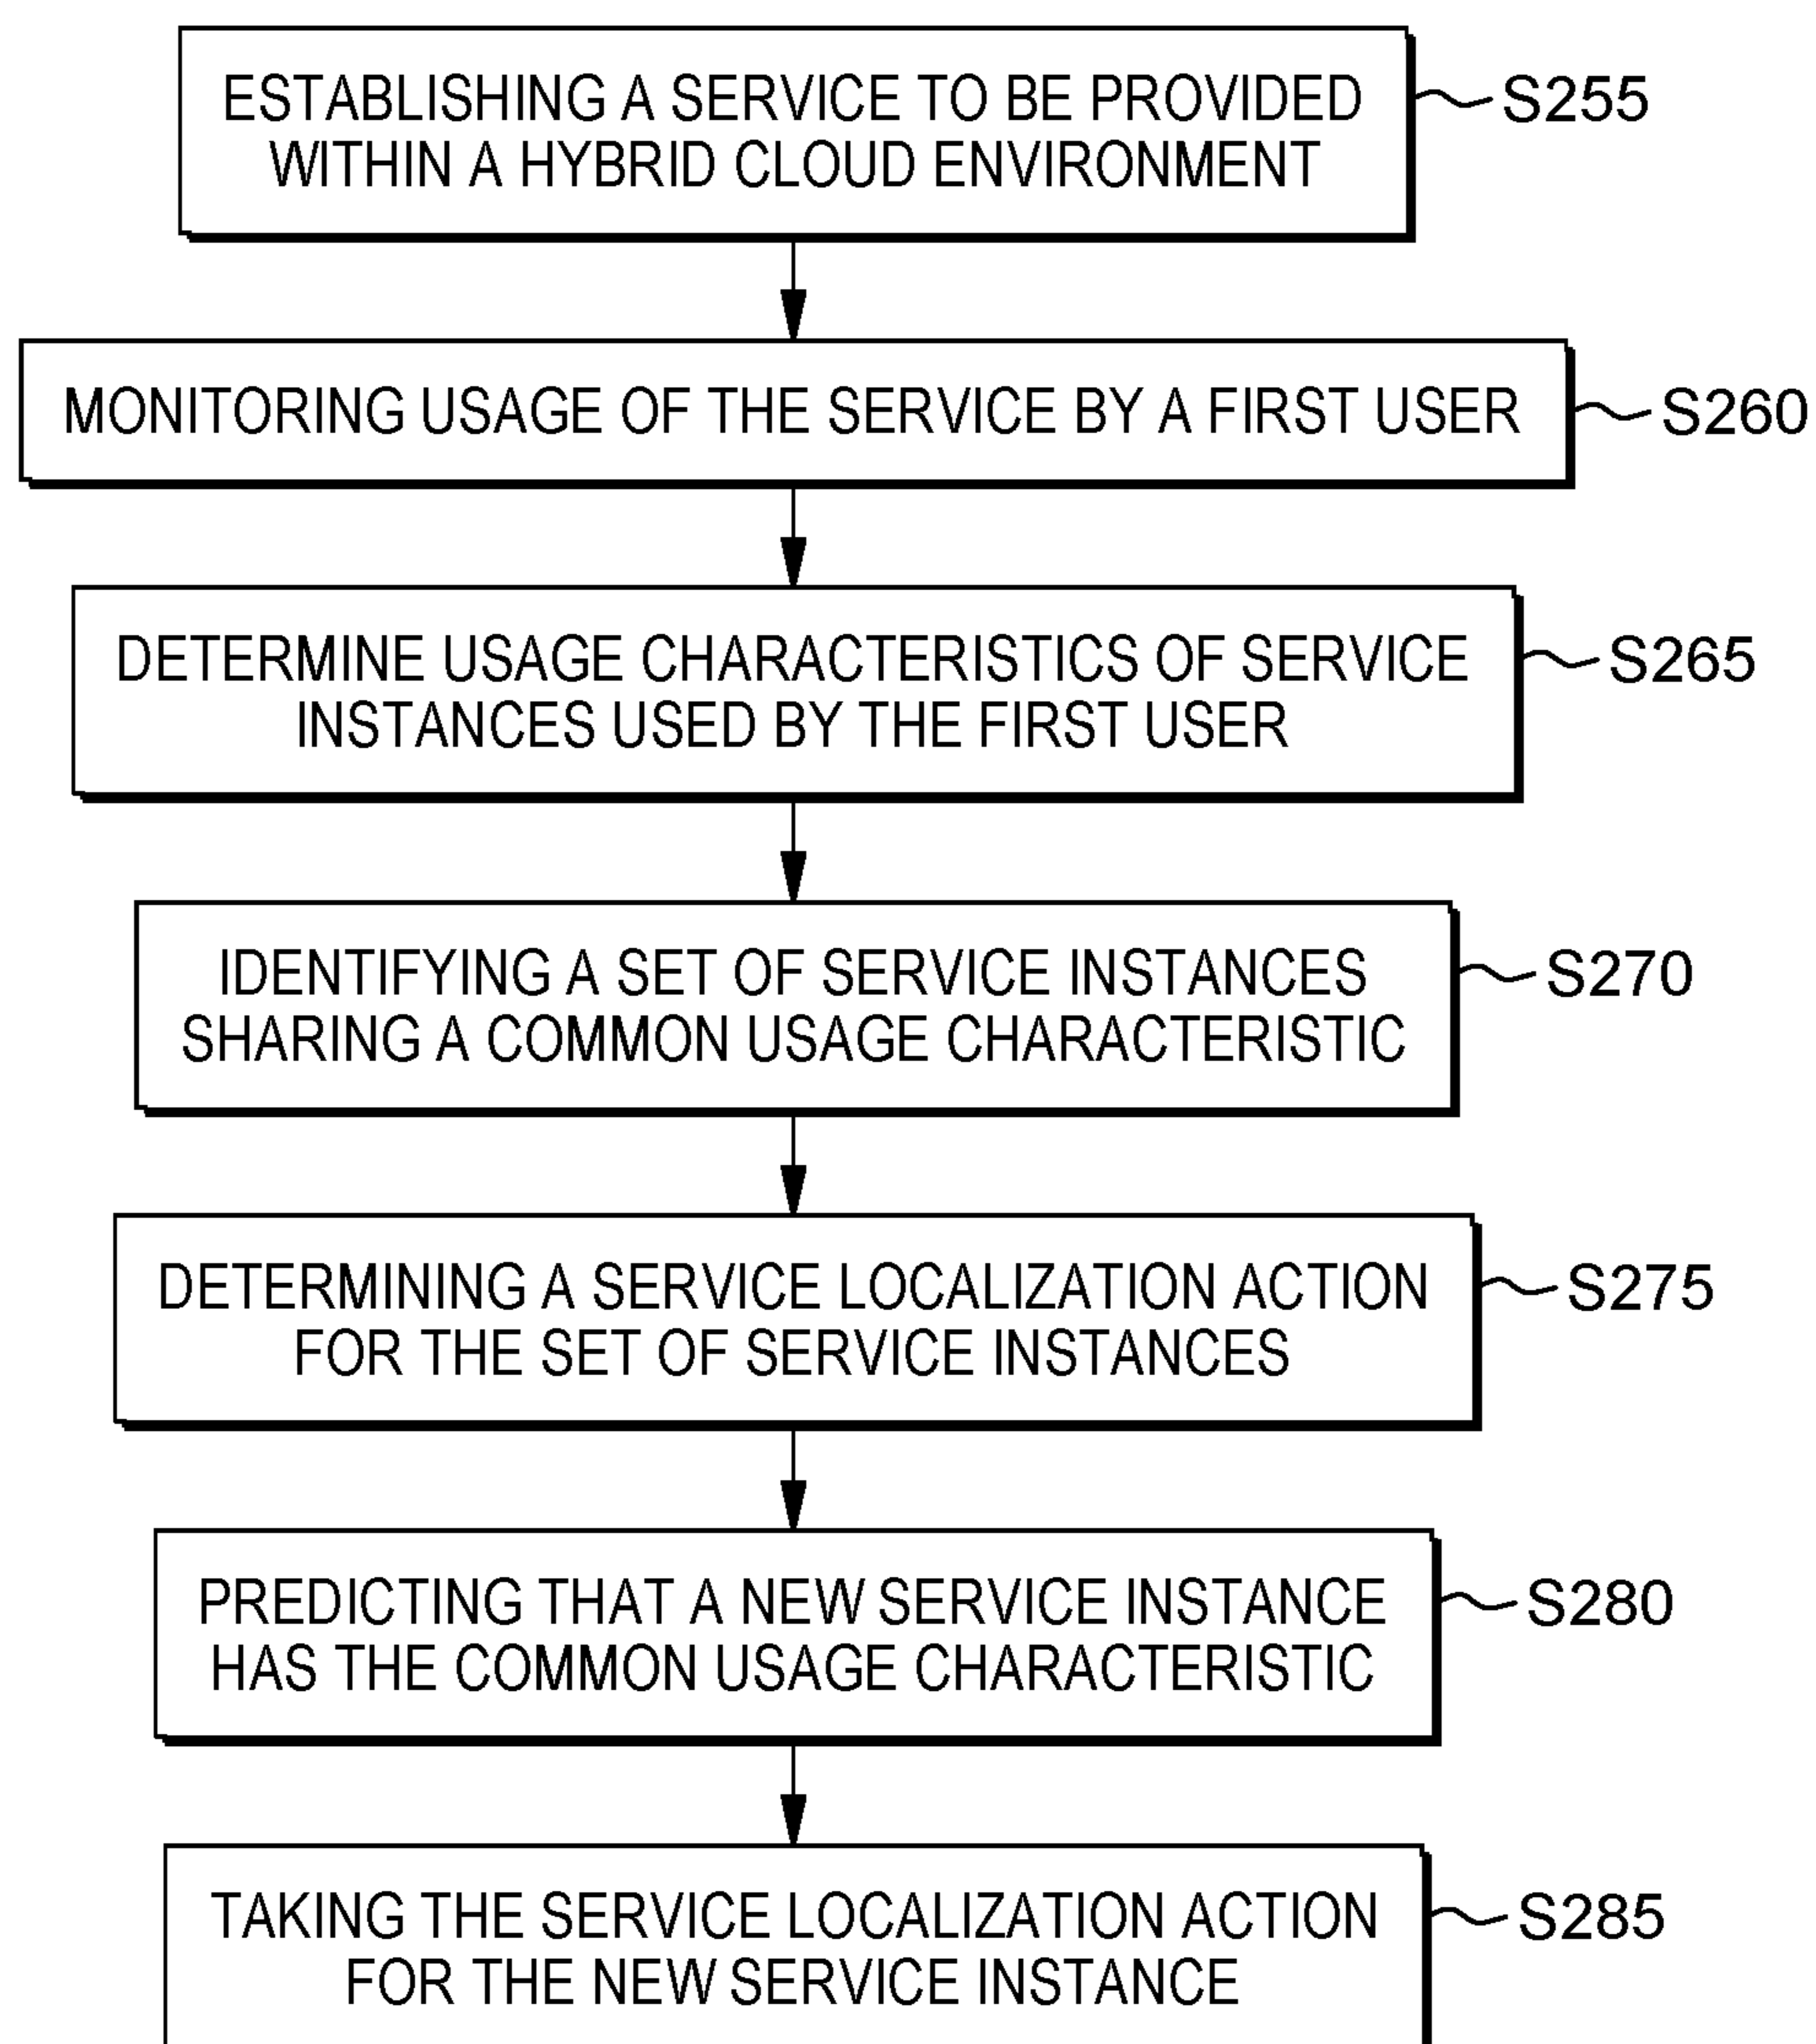 ESTABLISHING A SERVICE TO BE PROVIDED
WITHIN A HYBRID CLOUD ENVIRONMENT
S255
MONITORING USAGE OF THE SERVICE BY A FIRST USER
S260
DETERMINE USAGE CHARACTERISTICS OF SERVICE
INSTANCES USED BY THE FIRST USER
S265
IDENTIFYING A SET OF SERVICE INSTANCES
SHARING A COMMON USAGE CHARACTERISTIC
S270
DETERMINING A SERVICE LOCALIZATION ACTION
FOR THE SET OF SERVICE INSTANCES
S275
PREDICTING THAT A NEW SERVICE INSTANCE
HAS THE COMMON USAGE CHARACTERISTIC
S280
TAKING THE SERVICE LOCALIZATION ACTION
FOR THE NEW SERVICE INSTANCE
S285